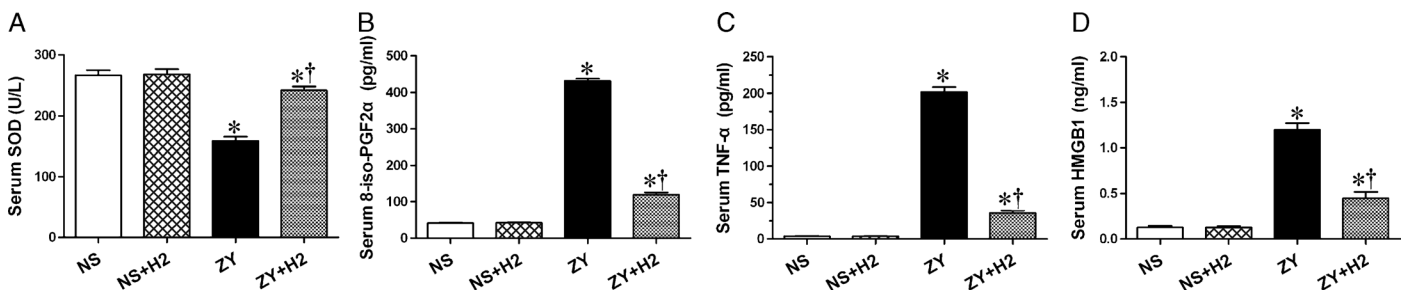 A
Serum SOD (U/L)
300
200
100
0
*
*†
NS
NS+H2
ZY
ZY+H2
B
Serum 8-iso-PGF2α (pg/ml)
500
400
300
200
100
0
*
*†
NS
NS+H2
ZY
ZY+H2
C
Serum TNF-α (pg/ml)
250
200
150
100
50
0
*
*†
NS
NS+H2
ZY
ZY+H2
D
Serum HMGB1 (ng/ml)
2.0
1.5
1.0
0.5
0.0
*
*†
NS
NS+H2
ZY
ZY+H2